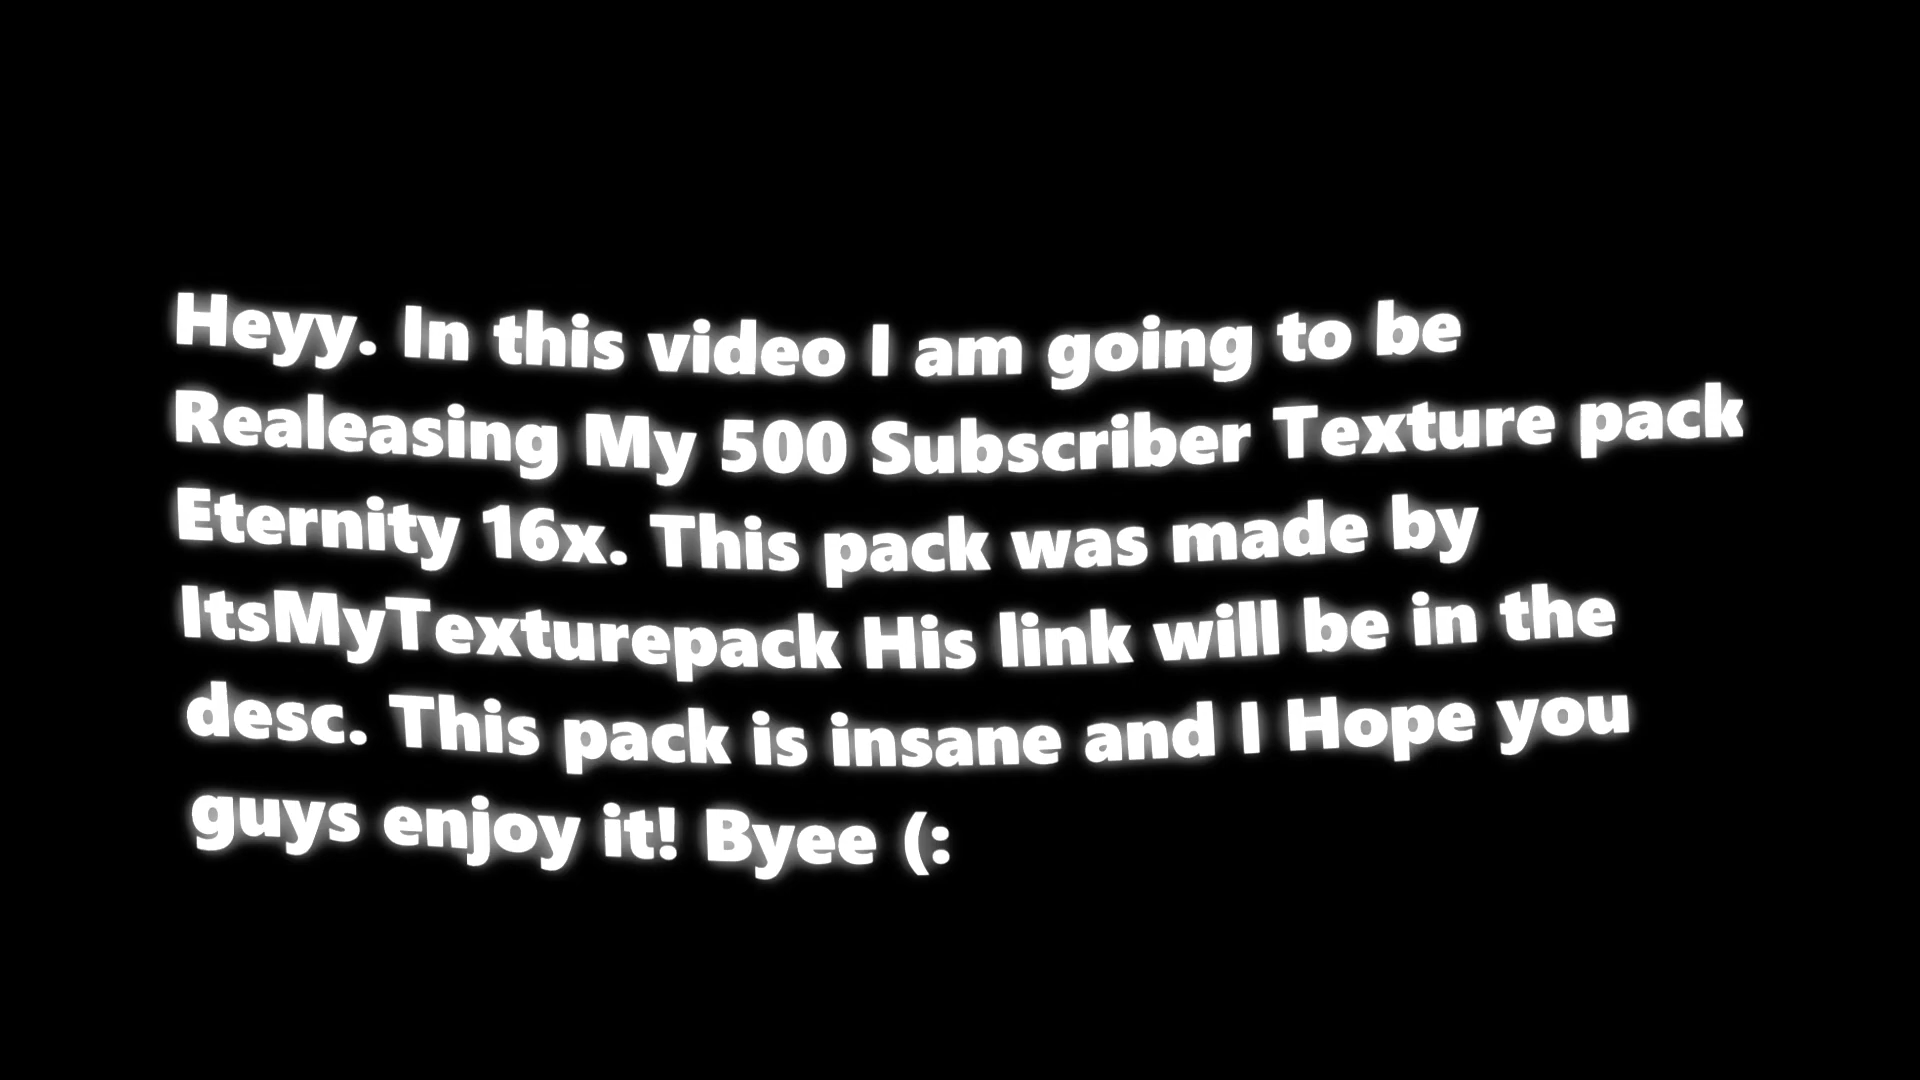 Heyy. In this video I am going to be
Realeasing My 500 Subscriber Texture pack
Eternity 16x. This pack was made by
ItsMyTexturepack His link will be in the
desc. This pack is insane and I Hope you
guys enjoy it! Byee (: